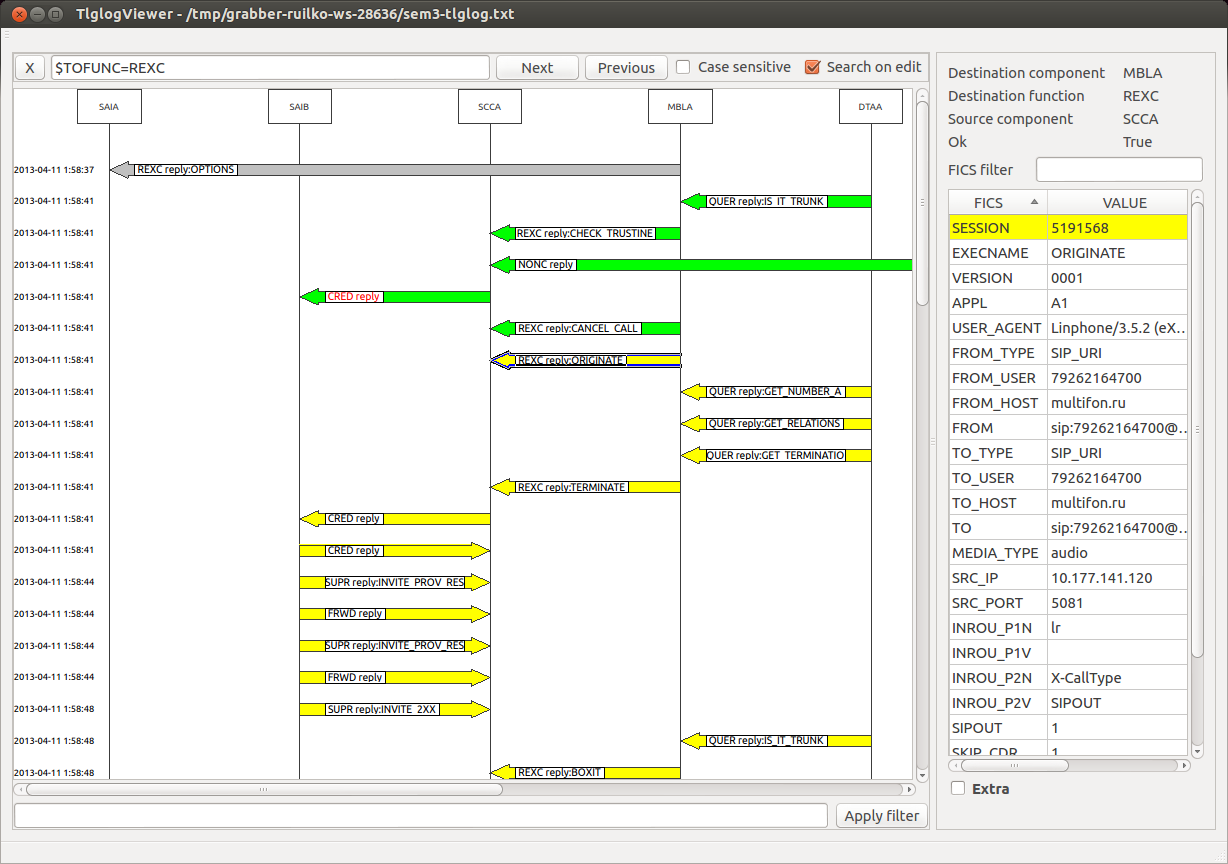 TlglogViewer - /tmp/grabber-ruilko-ws-28636/sem3-tlglog.txt
X $TOFUNC=REXC Next Previous Case sensitive Search on edit
SAIA SAIB SCCA MBLA DTAA
2013-04-11 1:58:37 REXC reply:OPTIONS
2013-04-11 1:58:41 QUER reply:IS_IT_TRUNK
2013-04-11 1:58:41 REXC reply:CHECK_TRUSTINE
2013-04-11 1:58:41 NONC reply
2013-04-11 1:58:41 CRED reply
2013-04-11 1:58:41 REXC reply:CANCEL_CALL
2013-04-11 1:58:41 REXC reply:ORIGINATE
2013-04-11 1:58:41 QUER reply:GET_NUMBER_A
2013-04-11 1:58:41 QUER reply:GET_RELATIONS
2013-04-11 1:58:41 QUER reply:GET_TERMINATIO
2013-04-11 1:58:41 REXC reply:TERMINATE
2013-04-11 1:58:41 CRED reply
2013-04-11 1:58:41 CRED reply
2013-04-11 1:58:44 SUPR reply:INVITE_PROV_RES
2013-04-11 1:58:44 FRWD reply
2013-04-11 1:58:44 SUPR reply:INVITE_PROV_RES
2013-04-11 1:58:44 FRWD reply
2013-04-11 1:58:48 SUPR reply:INVITE_2XX
2013-04-11 1:58:48 QUER reply:IS_IT_TRUNK
2013-04-11 1:58:48 REXC reply:BOXIT
Apply filter
Destination component MBLA
Destination function REXC
Source component SCCA
Ok True
FICS filter
FICS VALUE
SESSION 5191568
EXECNAME ORIGINATE
VERSION 0001
APPL A1
USER_AGENT Linphone/3.5.2 (eX...
FROM_TYPE SIP_URI
FROM_USER 79262164700
FROM_HOST multifon.ru
FROM sip:79262164700@...
TO_TYPE SIP_URI
TO_USER 79262164700
TO_HOST multifon.ru
TO sip:79262164700@...
MEDIA_TYPE audio
SRC_IP 10.177.141.120
SRC_PORT 5081
INROU_P1N lr
INROU_P1V
INROU_P2N X-CallType
INROU_P2V SIPOUT
SIPOUT 1
SKIP_CDR 1
Extra